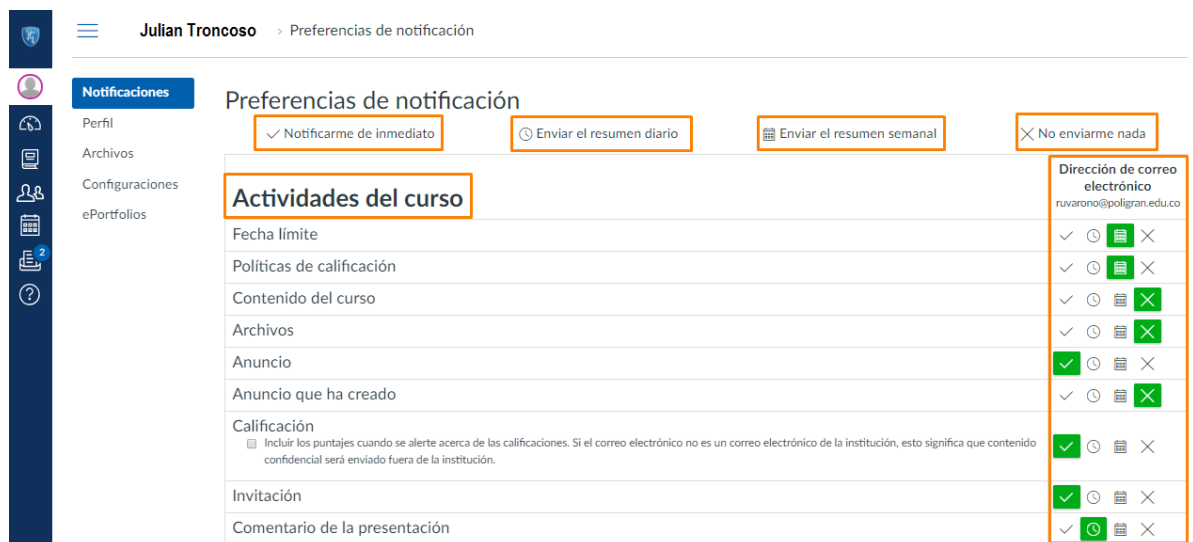 Julian Troncoso > Preferencias de notificación
Notificaciones
Perfil
Archivos
Configuraciones
ePortfolios
2
Preferencias de notificación
Notificarme de inmediato
Enviar el resumen diario
Enviar el resumen semanal
No enviarme nada
Actividades del curso
Dirección de correo
electrónico
ruvarono@poligran.edu.co
Fecha límite
Políticas de calificación
Contenido del curso
Archivos
Anuncio
Anuncio que ha creado
Calificación
Incluir los puntajes cuando se alerte acerca de las calificaciones. Si el correo electrónico no es un correo electrónico de la institución, esto significa que contenido
confidencial será enviado fuera de la institución.
Invitación
Comentario de la presentación